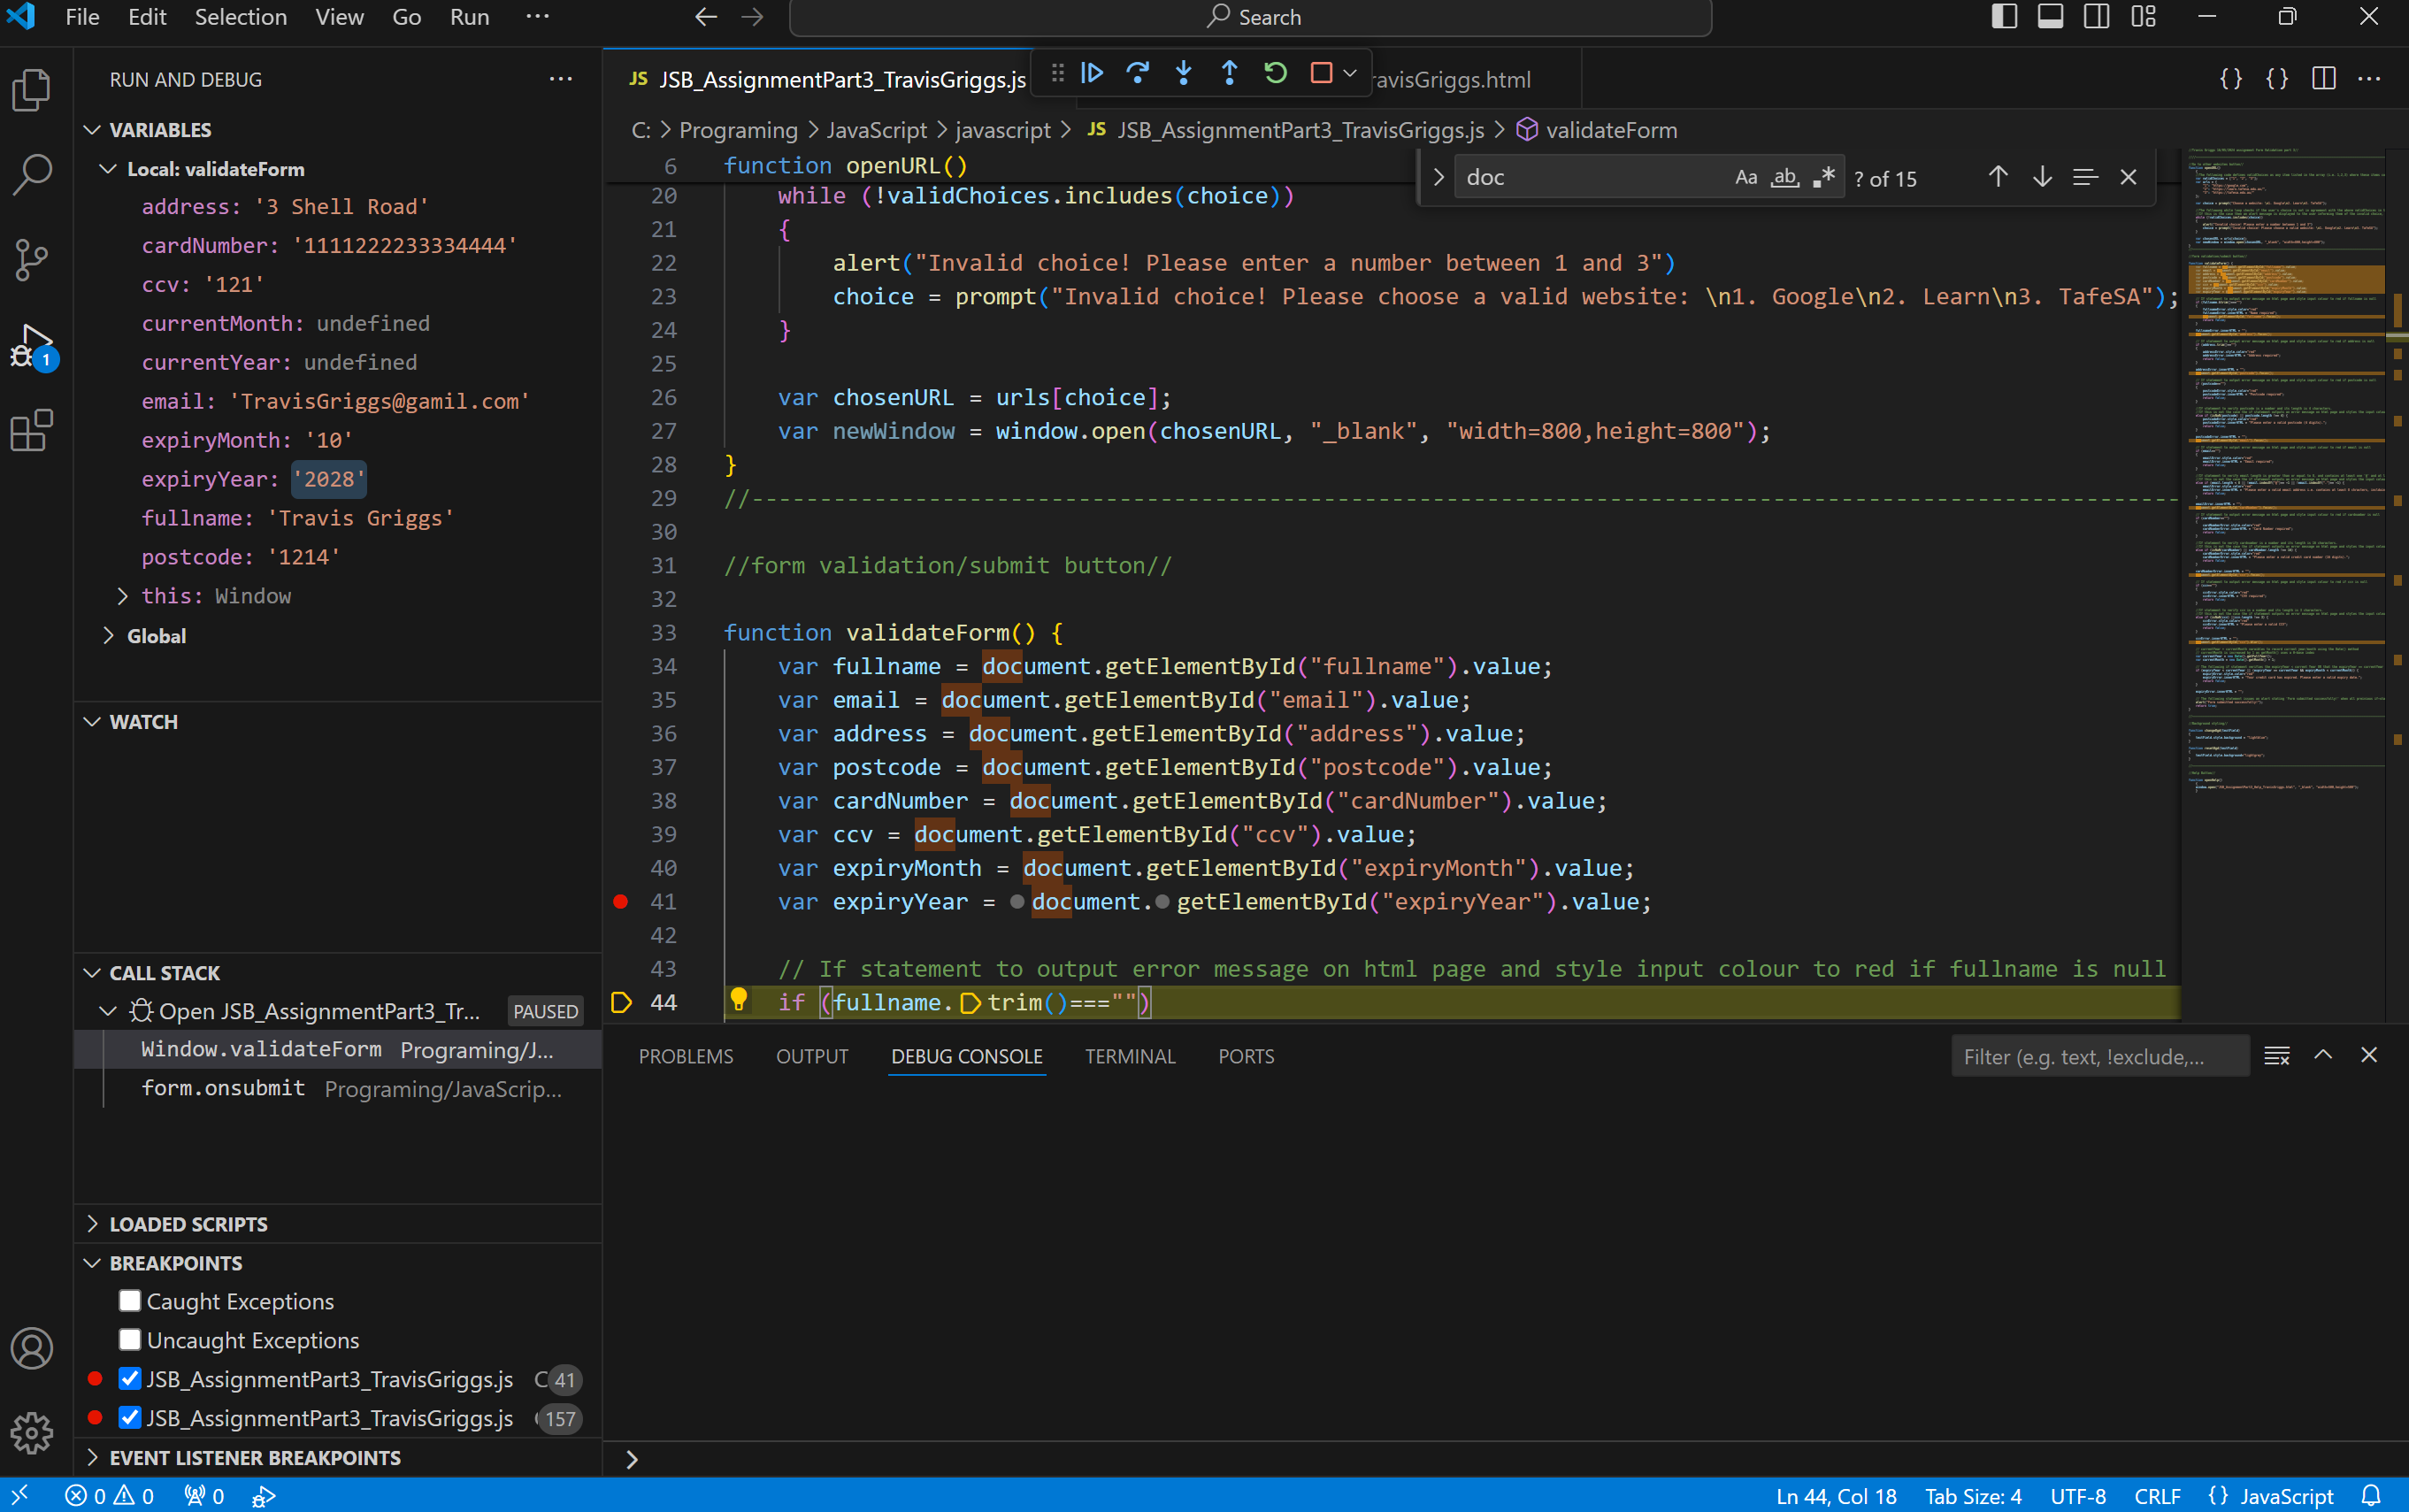 File Edit Selection View Go Run ···
Search
RUN AND DEBUG
VARIABLES
Local: validateForm
address: '3 Shell Road'
cardNumber: '1111222233334444'
ccv: '121'
currentMonth: undefined
currentYear: undefined
email: 'TravisGriggs@gamil.com'
expiryMonth: '10'
expiryYear: '2028'
fullname: 'Travis Griggs'
postcode: '1214'
this: Window
Global
WATCH
CALL STACK
Open JSB_AssignmentPart3_Tr... PAUSED
Window.validateForm Programing/J...
form.onsubmit Programing/JavaScrip...
LOADED SCRIPTS
BREAKPOINTS
Caught Exceptions
Uncaught Exceptions
JSB_AssignmentPart3_TravisGriggs.js C 41
JSB_AssignmentPart3_TravisGriggs.js 157
EVENT LISTENER BREAKPOINTS
JS JSB_AssignmentPart3_TravisGriggs.js
ravisGriggs.html
C: > Programing > JavaScript > javascript > JS JSB_AssignmentPart3_TravisGriggs.js > validateForm
doc Aa ab .* ? of 15
6 function openURL()
20 while (!validChoices.includes(choice))
21 {
22 alert("Invalid choice! Please enter a number between 1 and 3")
23 choice = prompt("Invalid choice! Please choose a valid website: \n1. Google\n2. Learn\n3. TafeSA");
24 }
25
26 var chosenURL = urls[choice];
27 var newWindow = window.open(chosenURL, "_blank", "width=800,height=800");
28 }
29 //----------------------------------------------------------------------------------------------------------
30
31 //form validation/submit button//
32
33 function validateForm() {
34 var fullname = document.getElementById("fullname").value;
35 var email = document.getElementById("email").value;
36 var address = document.getElementById("address").value;
37 var postcode = document.getElementById("postcode").value;
38 var cardNumber = document.getElementById("cardNumber").value;
39 var ccv = document.getElementById("ccv").value;
40 var expiryMonth = document.getElementById("expiryMonth").value;
41 var expiryYear = document.getElementById("expiryYear").value;
42
43 // If statement to output error message on html page and style input colour to red if fullname is null
44 if (fullname.trim()==="")
PROBLEMS OUTPUT DEBUG CONSOLE TERMINAL PORTS
Filter (e.g. text, !exclude,...
0 0 0
Ln 44, Col 18 Tab Size: 4 UTF-8 CRLF {} JavaScript
1